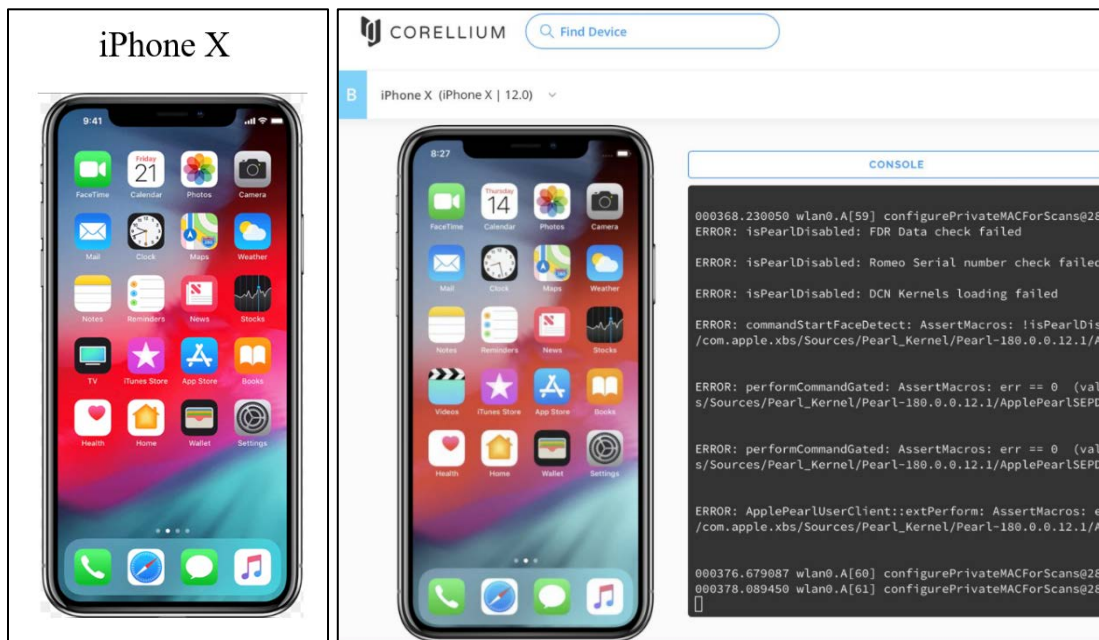 iPhone X
9:41
Friday
21
FaceTime Calendar Photos Camera
Mail Clock Maps Weather
Notes Reminders News Stocks
TV iTunes Store App Store Books
Health Home Wallet Settings
CORELLIUM
Find Device
B
iPhone X (iPhone X | 12.0)
8:27
Thursday
14
FaceTime Calendar Photos Camera
Mail Clock Maps Weather
Notes Reminders News Stocks
Videos iTunes Store App Store Books
Health Home Wallet Settings
CONSOLE
000368.230050 wlan0.A[59] configurePrivateMACForScans@28
ERROR: isPearlDisabled: FDR Data check failed
ERROR: isPearlDisabled: Romeo Serial number check failed
ERROR: isPearlDisabled: DCN Kernels loading failed
ERROR: commandStartFaceDetect: AssertMacros: !isPearlDis
/com.apple.xbs/Sources/Pearl_Kernel/Pearl-180.0.0.12.1/A
ERROR: performCommandGated: AssertMacros: err == 0 (val
s/Sources/Pearl_Kernel/Pearl-180.0.0.12.1/ApplePearlSEPD
ERROR: performCommandGated: AssertMacros: err == 0 (val
s/Sources/Pearl_Kernel/Pearl-180.0.0.12.1/ApplePearlSEPD
ERROR: ApplePearlUserClient::extPerform: AssertMacros: e
/com.apple.xbs/Sources/Pearl_Kernel/Pearl-180.0.0.12.1/A
000376.679087 wlan0.A[60] configurePrivateMACForScans@28
000378.089450 wlan0.A[61] configurePrivateMACForScans@28